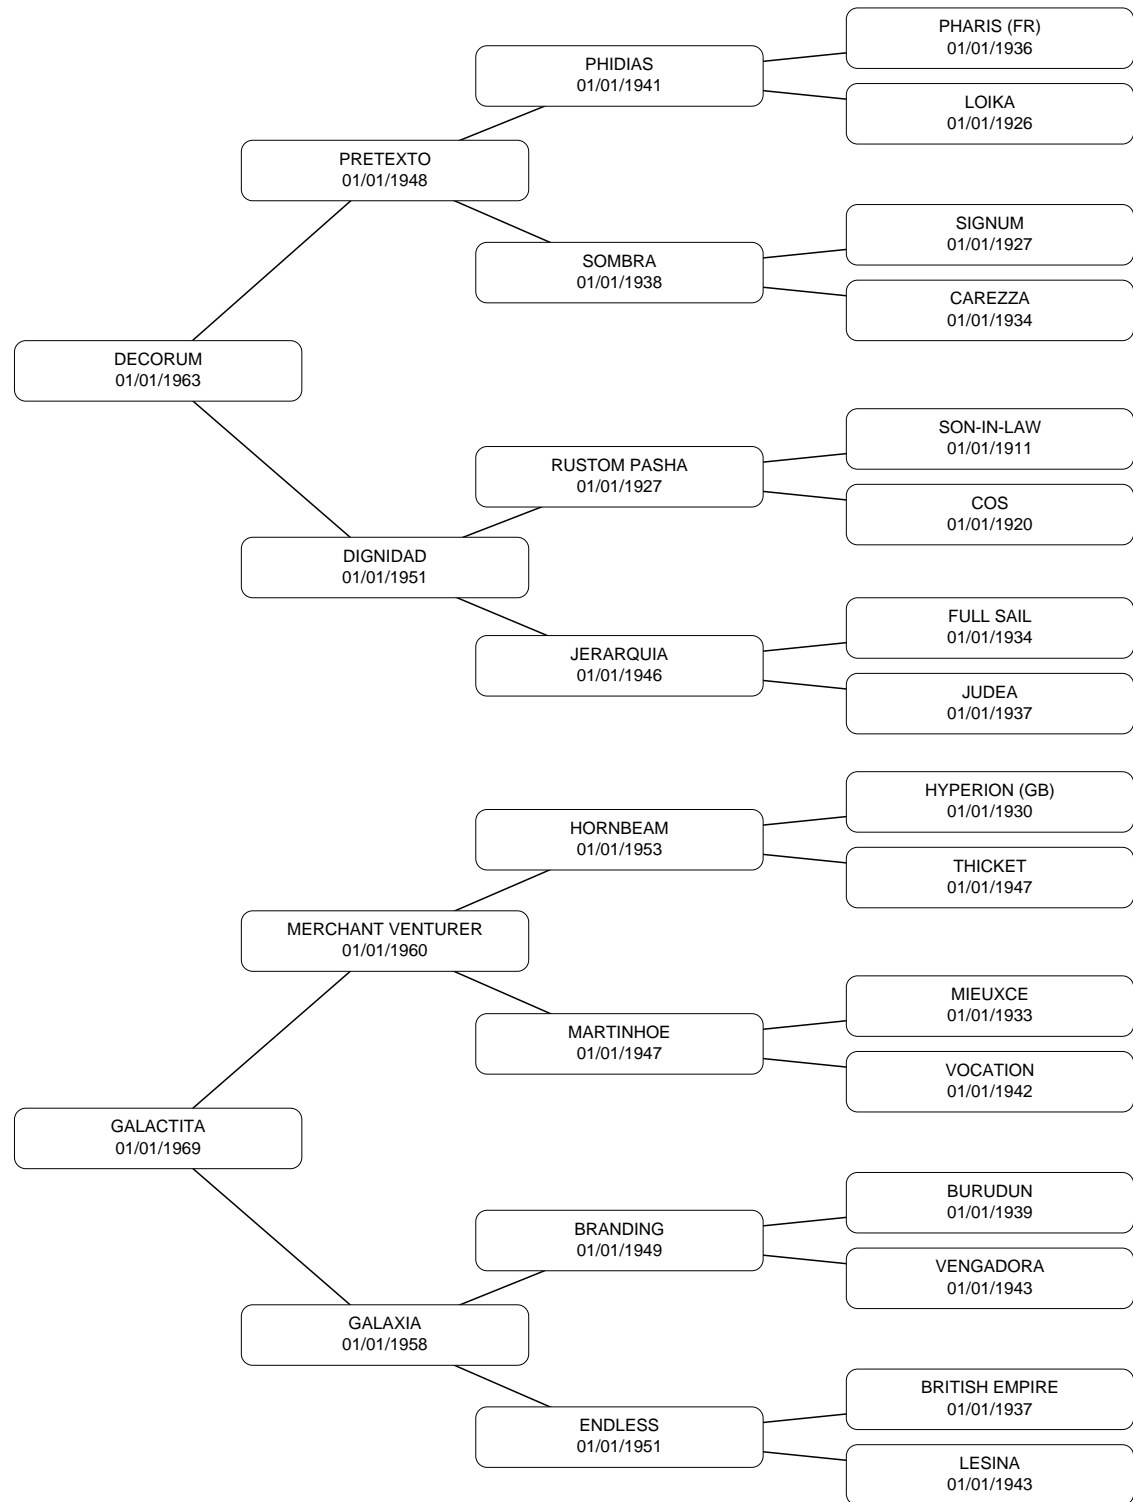 PHARIS (FR)
01/01/1936
PHIDIAS
01/01/1941
LOIKA
01/01/1926
PRETEXTO
01/01/1948
SIGNUM
01/01/1927
SOMBRA
01/01/1938
CAREZZA
01/01/1934
DECORUM
01/01/1963
SON-IN-LAW
01/01/1911
RUSTOM PASHA
01/01/1927
COS
01/01/1920
DIGNIDAD
01/01/1951
FULL SAIL
01/01/1934
JERARQUIA
01/01/1946
JUDEA
01/01/1937
HYPERION (GB)
01/01/1930
HORNBEAM
01/01/1953
THICKET
01/01/1947
MERCHANT VENTURER
01/01/1960
MIEUXCE
01/01/1933
MARTINHOE
01/01/1947
VOCATION
01/01/1942
GALACTITA
01/01/1969
BURUDUN
01/01/1939
BRANDING
01/01/1949
VENGADORA
01/01/1943
GALAXIA
01/01/1958
BRITISH EMPIRE
01/01/1937
ENDLESS
01/01/1951
LESINA
01/01/1943